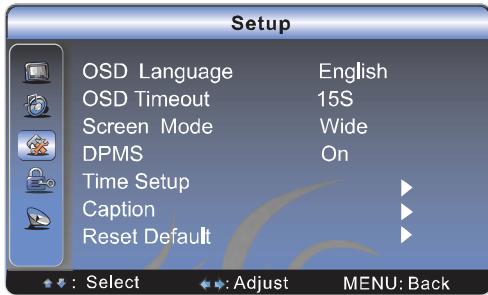 Setup
OSD Language English
OSD Timeout 15S
Screen Mode Wide
DPMS On
Time Setup
Caption
Reset Default
: Select : Adjust MENU: Back